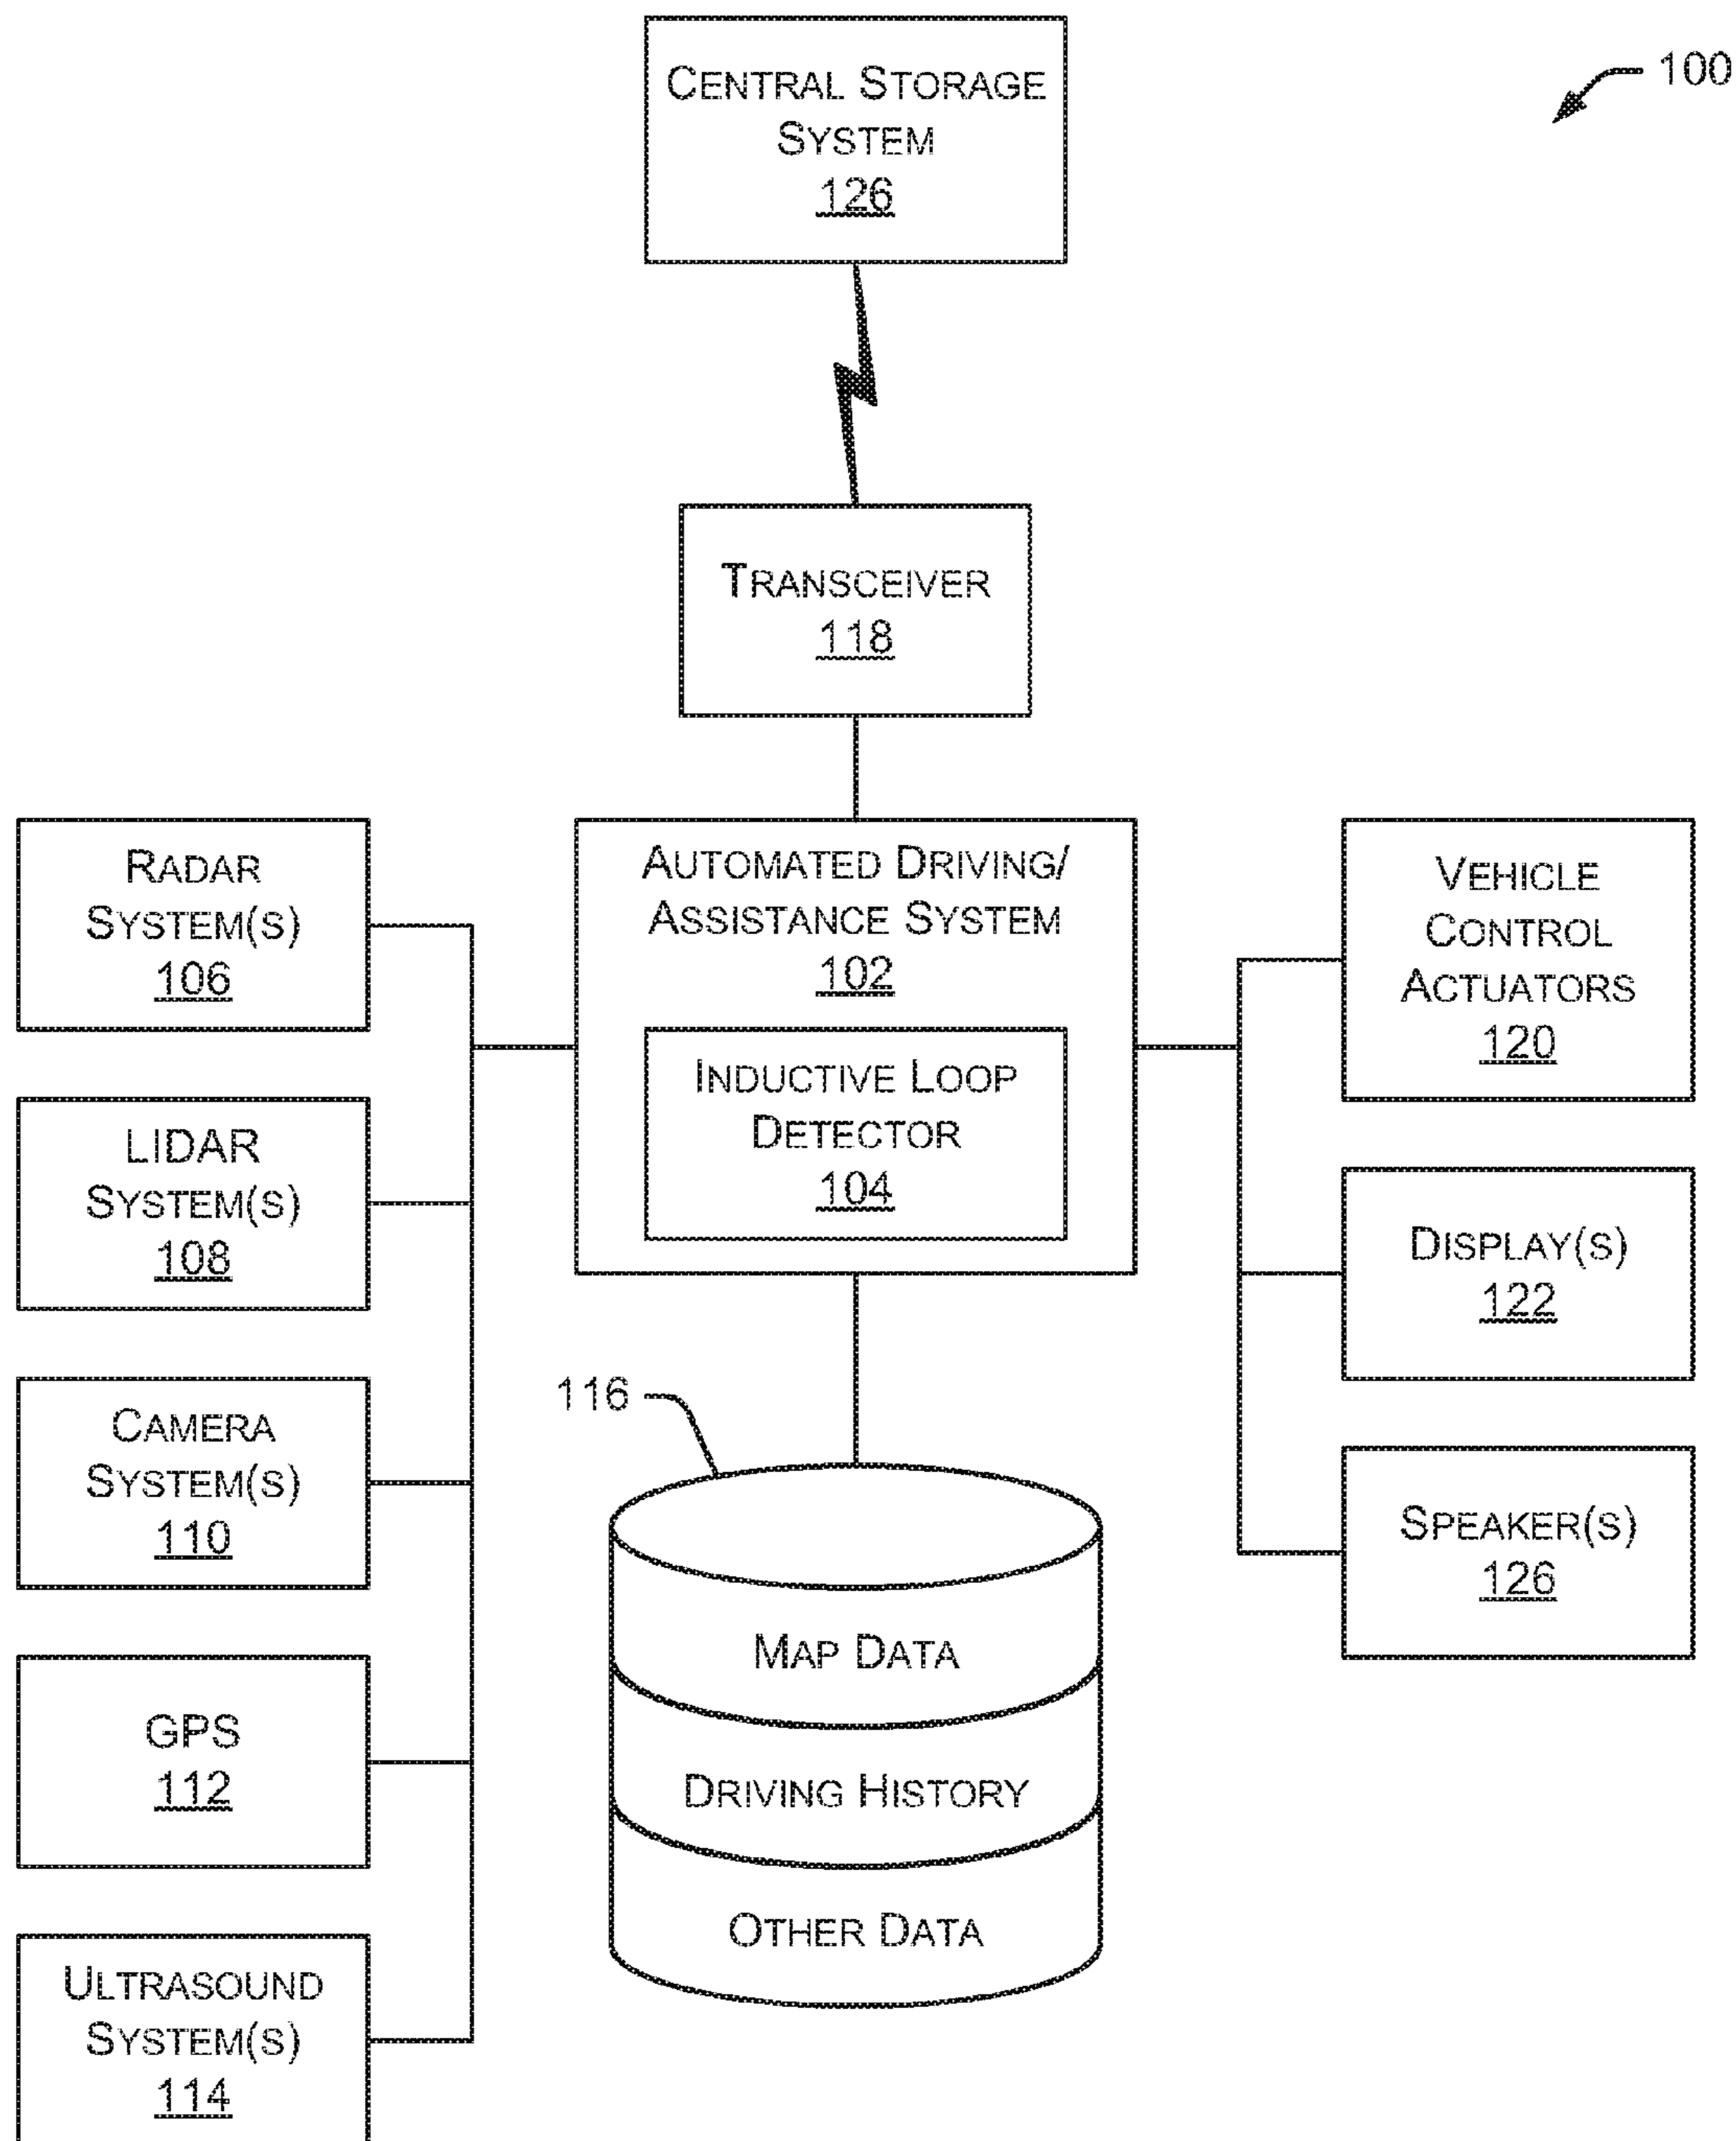 100
CENTRAL STORAGE
SYSTEM
126
TRANSCEIVER
118
RADAR
SYSTEM(S)
106
LIDAR
SYSTEM(S)
108
CAMERA
SYSTEM(S)
110
GPS
112
ULTRASOUND
SYSTEM(S)
114
AUTOMATED DRIVING/
ASSISTANCE SYSTEM
102
INDUCTIVE LOOP
DETECTOR
104
116
MAP DATA
DRIVING HISTORY
OTHER DATA
VEHICLE
CONTROL
ACTUATORS
120
DISPLAY(S)
122
SPEAKER(S)
126